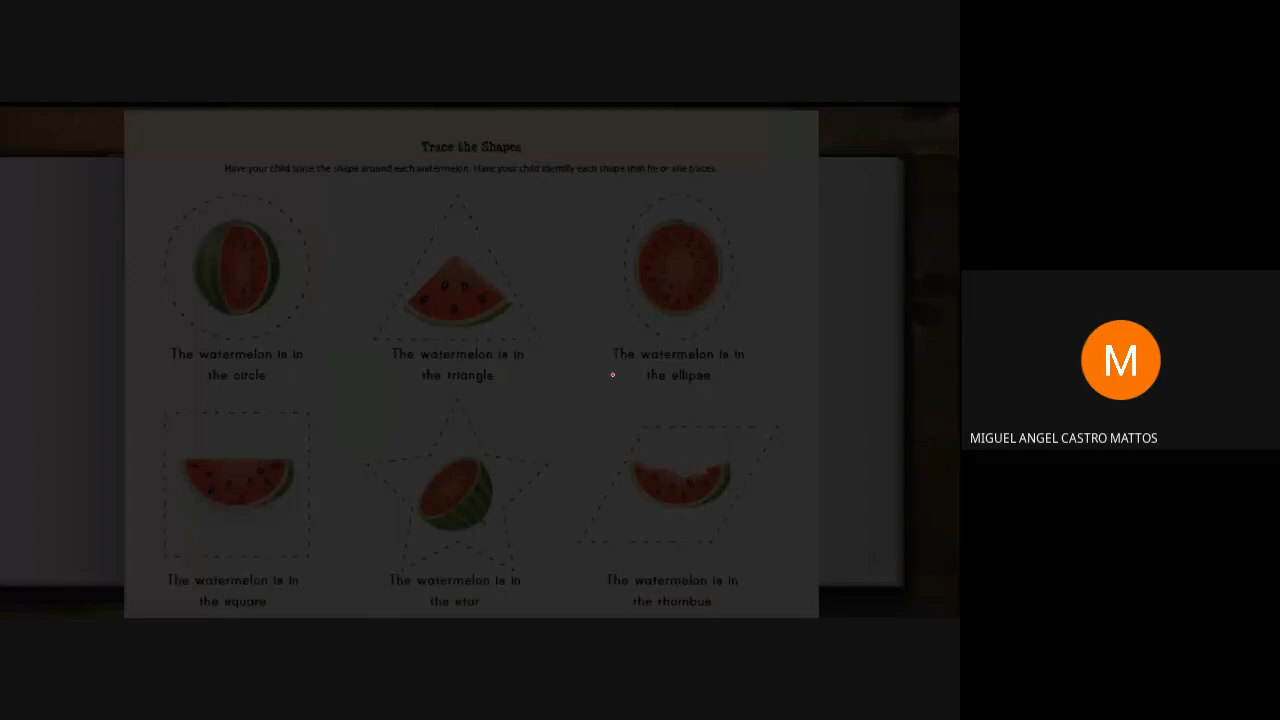 Trace the Shapes
Have your child trace the shape around each watermelon. Have your child identify each shape that he or she traces.
The watermelon is in
the circle
The watermelon is in
the triangle
The watermelon is in
the ellipse
The watermelon is in
the square
The watermelon is in
the star
The watermelon is in
the rhombus
M
MIGUEL ANGEL CASTRO MATTOS